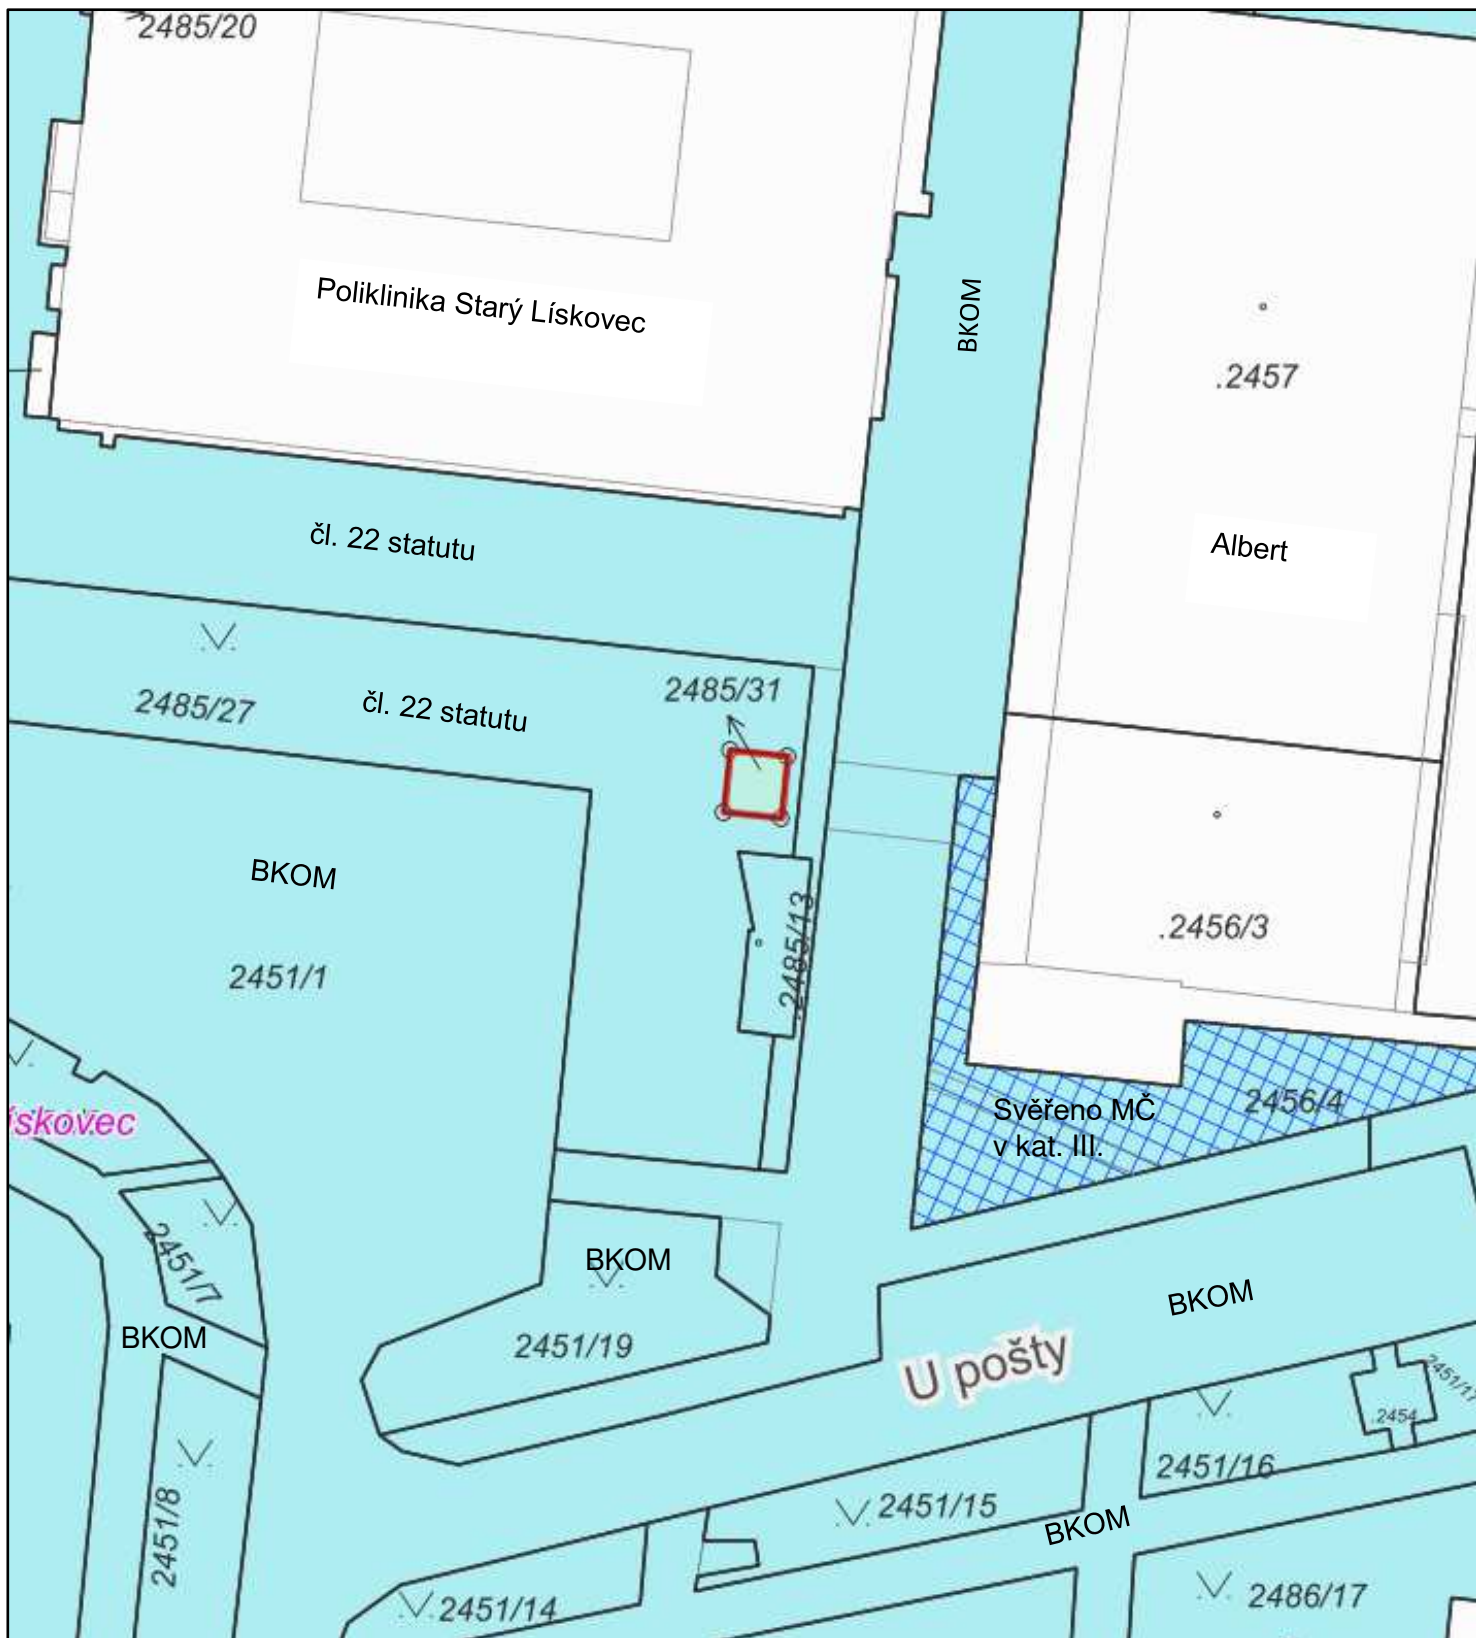 2485/20
Poliklinika Starý Lískovec
BKOM
.2457
čl. 22 statutu
Albert
2485/27
čl. 22 statutu
2485/31
BKOM
2451/1
.2485/13
.2456/3
Svěřeno MČ
v kat. III.
2456/4
ískovec
2451/7
BKOM
BKOM
2451/19
BKOM
U pošty
2451/17
.2454
2451/16
2451/8
2451/15
BKOM
2451/14
2486/17